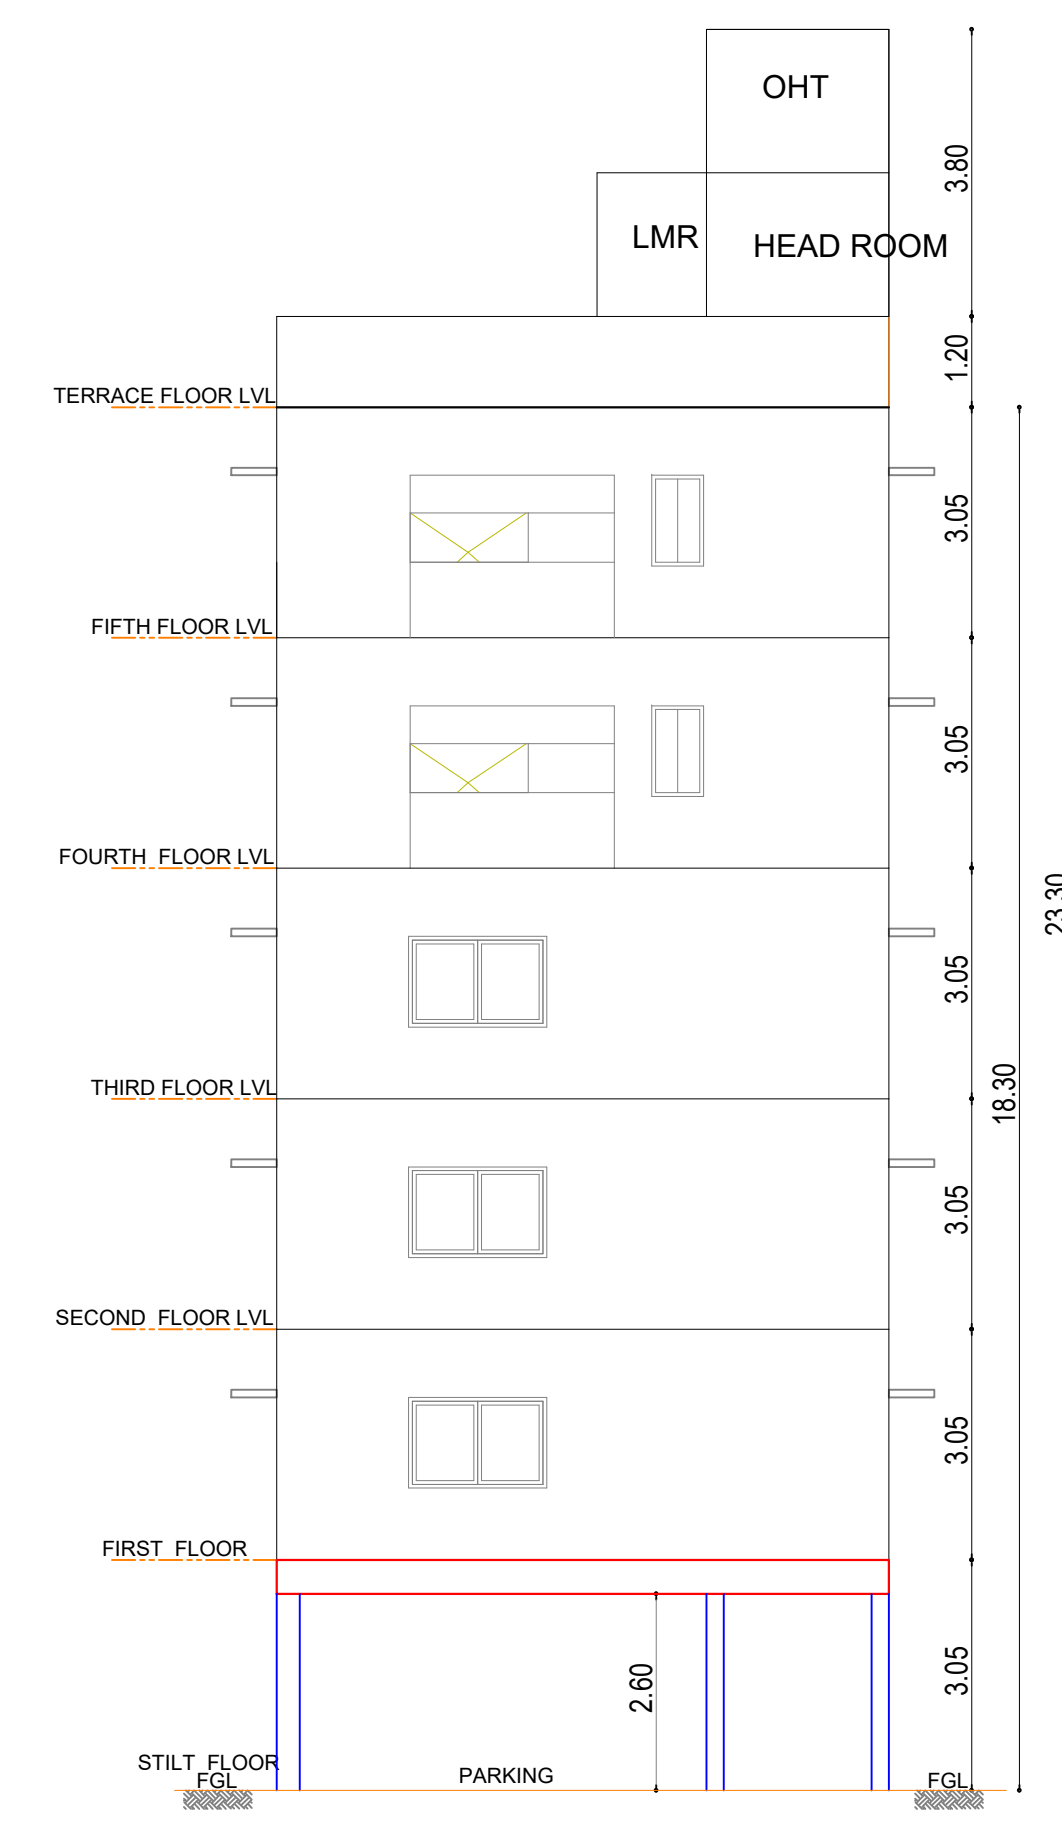 OHT
3.80
LMR
HEAD ROOM
1.20
TERRACE FLOOR LVL
3.05
FIFTH FLOOR LVL
3.05
FOURTH FLOOR LVL
23.30
3.05
THIRD FLOOR LVL
18.30
3.05
SECOND FLOOR LVL
3.05
FIRST FLOOR
3.05
2.60
STILT FLOOR
FGL
PARKING
FGL